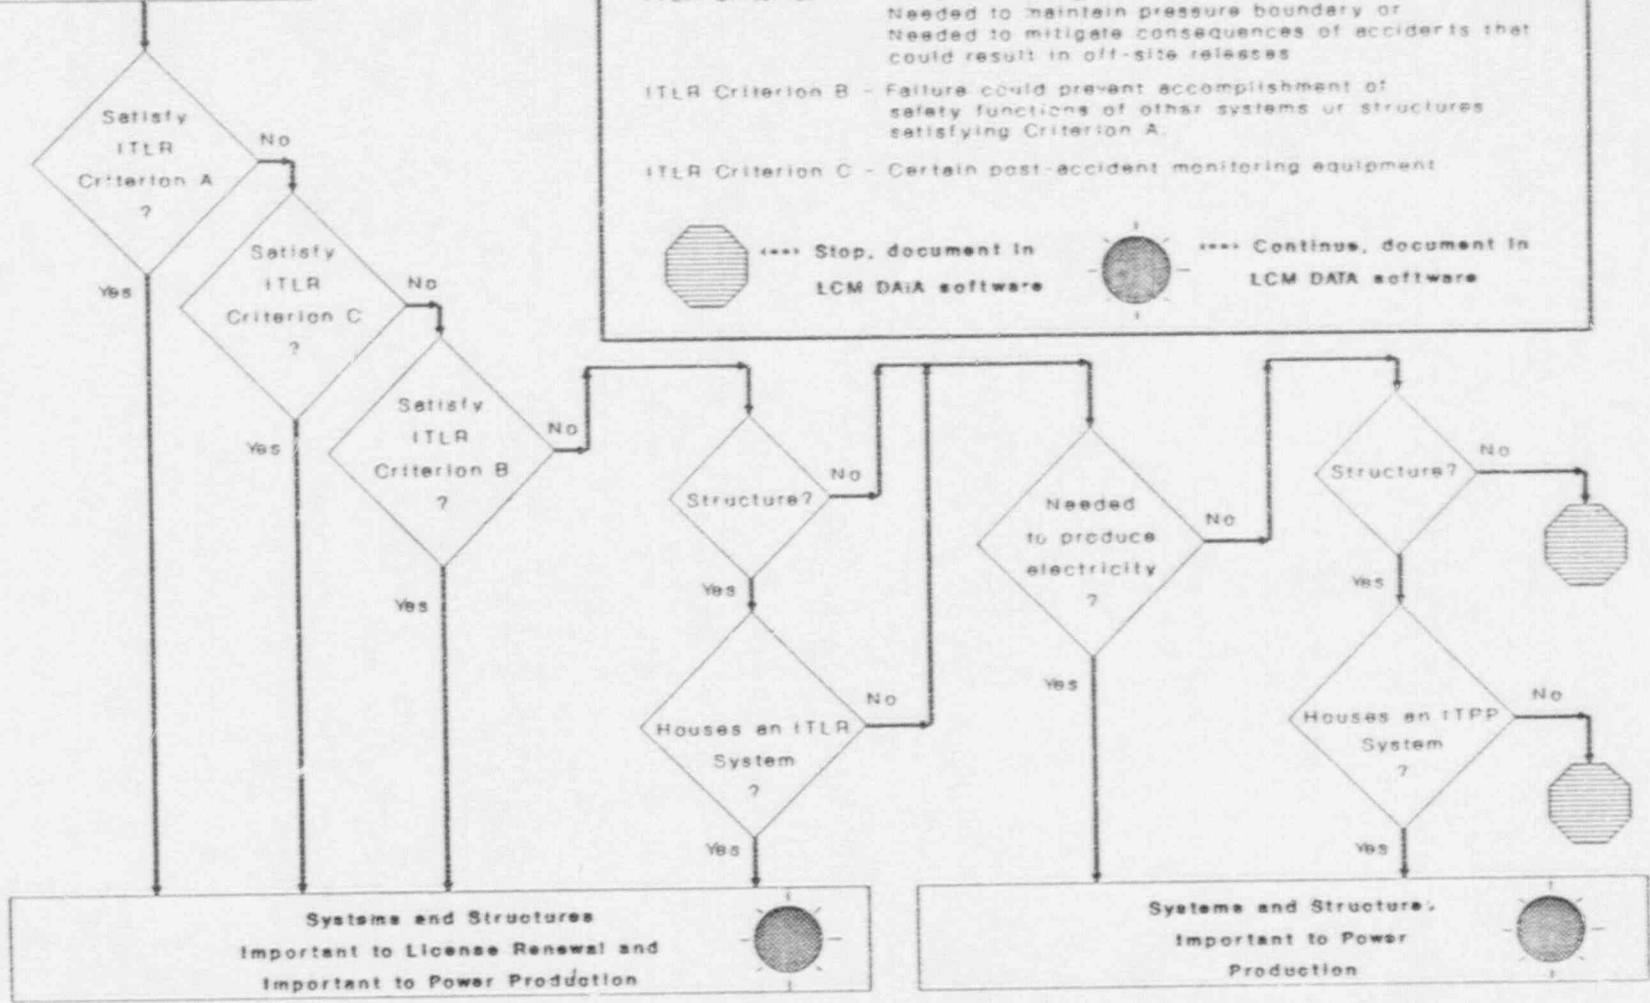 Needed to maintain pressure boundary or
Needed to mitigate consequences of accidents that
could result in off-site releases
ITLR Criterion B - Failure could prevent accomplishment of
safety functions of other systems or structures
satisfying Criterion A.
ITLR Criterion C - Certain post-accident monitoring equipment
Stop, document in
LCM DATA software
Continue, document in
LCM DATA software
Satisfy
ITLR
Criterion A
?
No
Yes
Satisfy
ITLR
Criterion C
?
No
Yes
Satisfy
ITLR
Criterion B
?
No
Yes
Structure?
No
Yes
Houses an ITLR
System
?
No
Yes
Needed
to produce
electricity
?
No
Yes
Structure?
No
Yes
Houses an ITPP
System
?
No
Yes
Systems and Structures
Important to License Renewal and
Important to Power Production
Systems and Structures
Important to Power
Production